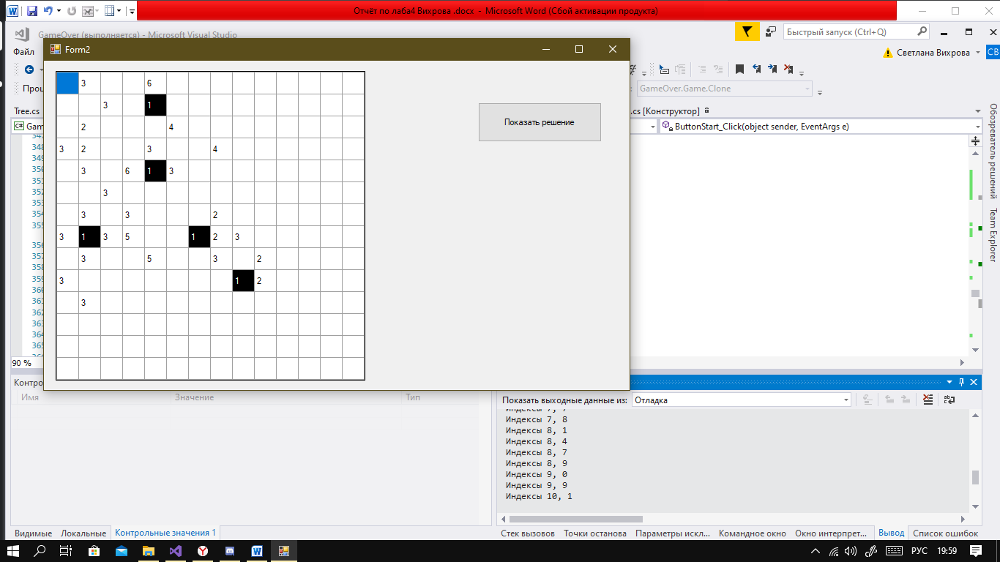 Отчёт по лаба4 Вихрова .docx - Microsoft Word (Сбой активации продукта)
GameOver (выполняется) - Microsoft Visual Studio
Быстрый запуск (Ctrl+Q)
Form2
Файл
Светлана Вихрова
СВ
3 6
3 1
2 4
3 2 3 4
3 6 1 3
3
3 3 2
3 1 3 5 1 2 3
3 5 3 2
3 1 2
3
Показать решение
GameOver.Game.Clone
Tree.cs
.cs [Конструктор]
ButtonStart_Click(object sender, EventArgs e)
Обозреватель решений
Team Explorer
348
349
350
351
352
353
354
355
356
357
358
359
360
361
362
363
364
365
90 %
Имя
Значение
Тип
Показать выходные данные из:
Отладка
Индексы 7, 7
Индексы 7, 8
Индексы 8, 1
Индексы 8, 4
Индексы 8, 7
Индексы 8, 9
Индексы 9, 0
Индексы 9, 9
Индексы 10, 1
Видимые Локальные Контрольные значения 1
Стек вызовов Точки останова Параметры искл... Командное окно Окно интерпрет... Вывод Список ошибок
РУС
19:59